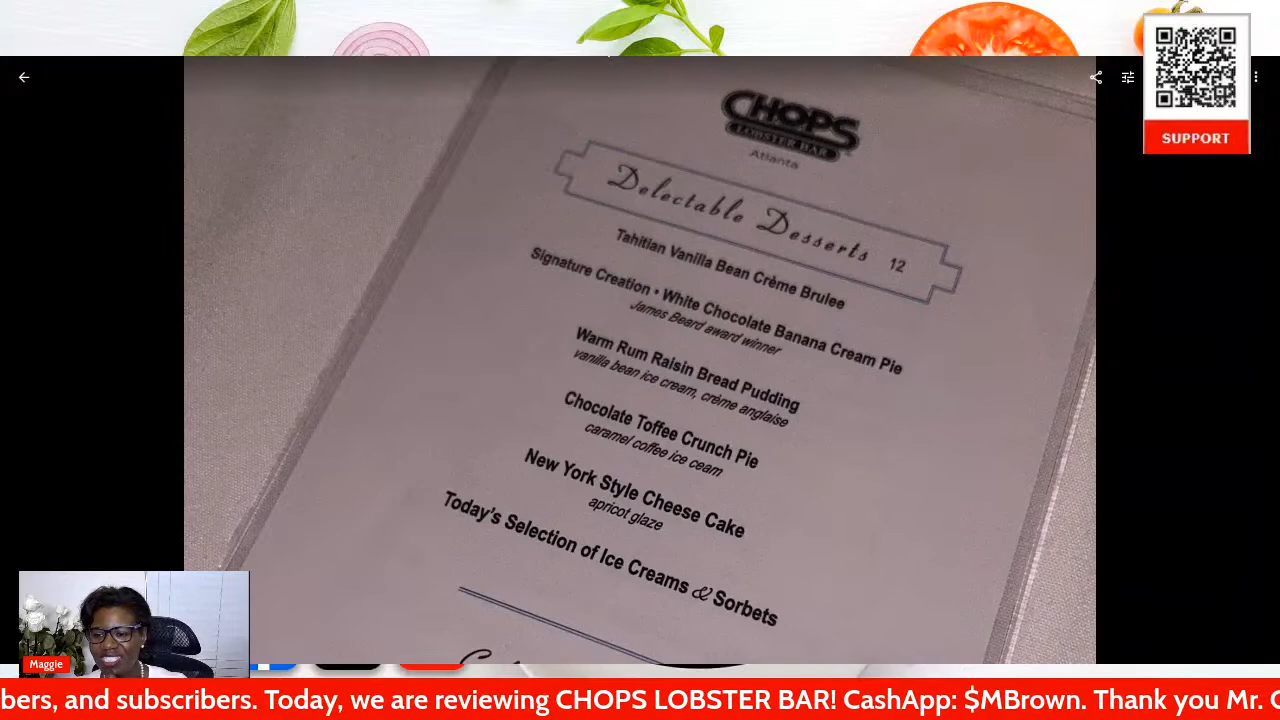 SUPPORT
CHOPS
LOBSTER BAR
Atlanta
Delectable Desserts 12
Tahitian Vanilla Bean Crème Brulee
Signature Creation • White Chocolate Banana Cream Pie
James Beard award winner
Warm Rum Raisin Bread Pudding
vanilla bean ice cream, crème anglaise
Chocolate Toffee Crunch Pie
caramel coffee ice ceam
New York Style Cheese Cake
apricot glaze
Today's Selection of Ice Creams & Sorbets
Maggie
bers, and subscribers. Today, we are reviewing CHOPS LOBSTER BAR! CashApp: $MBrown. Thank you Mr.